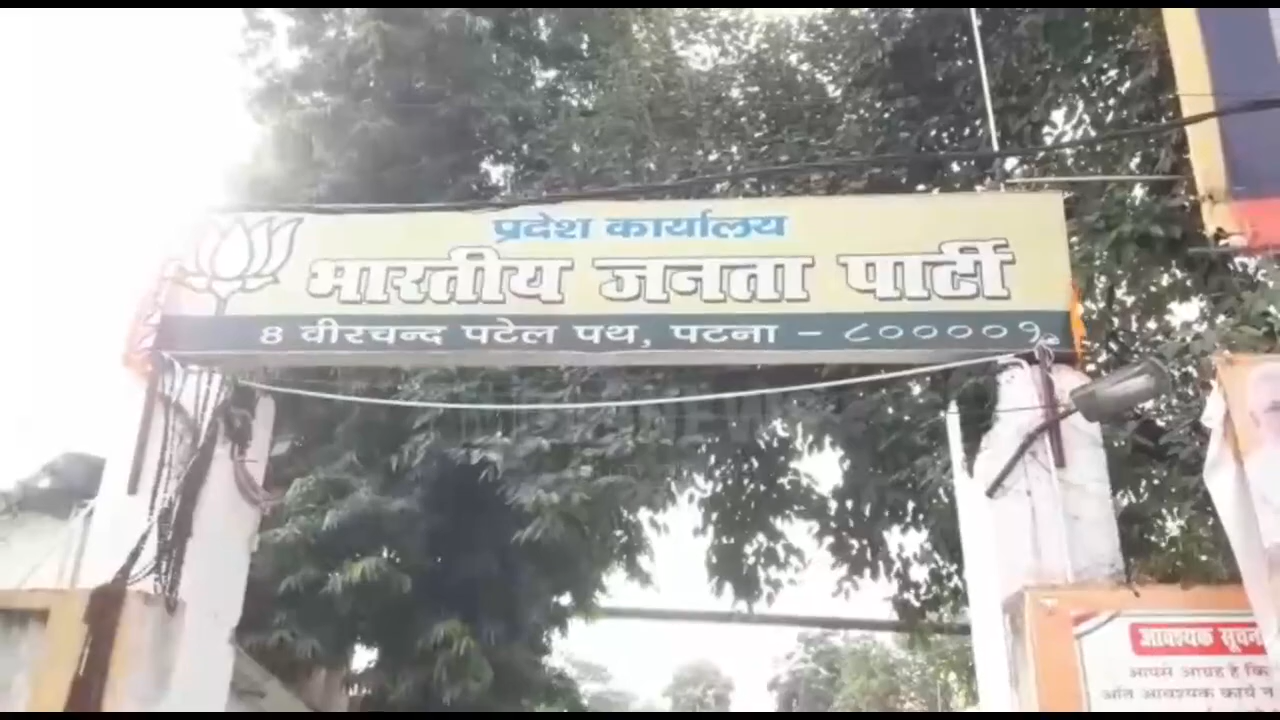 प्रदेश कार्यालय
भारतीय जनता पार्टी
8 वीरचन्द पटेल पथ, पटना - ८००००१
आवश्यक सूचना
आपसे आग्रह है कि
अति आवश्यक कार्य न